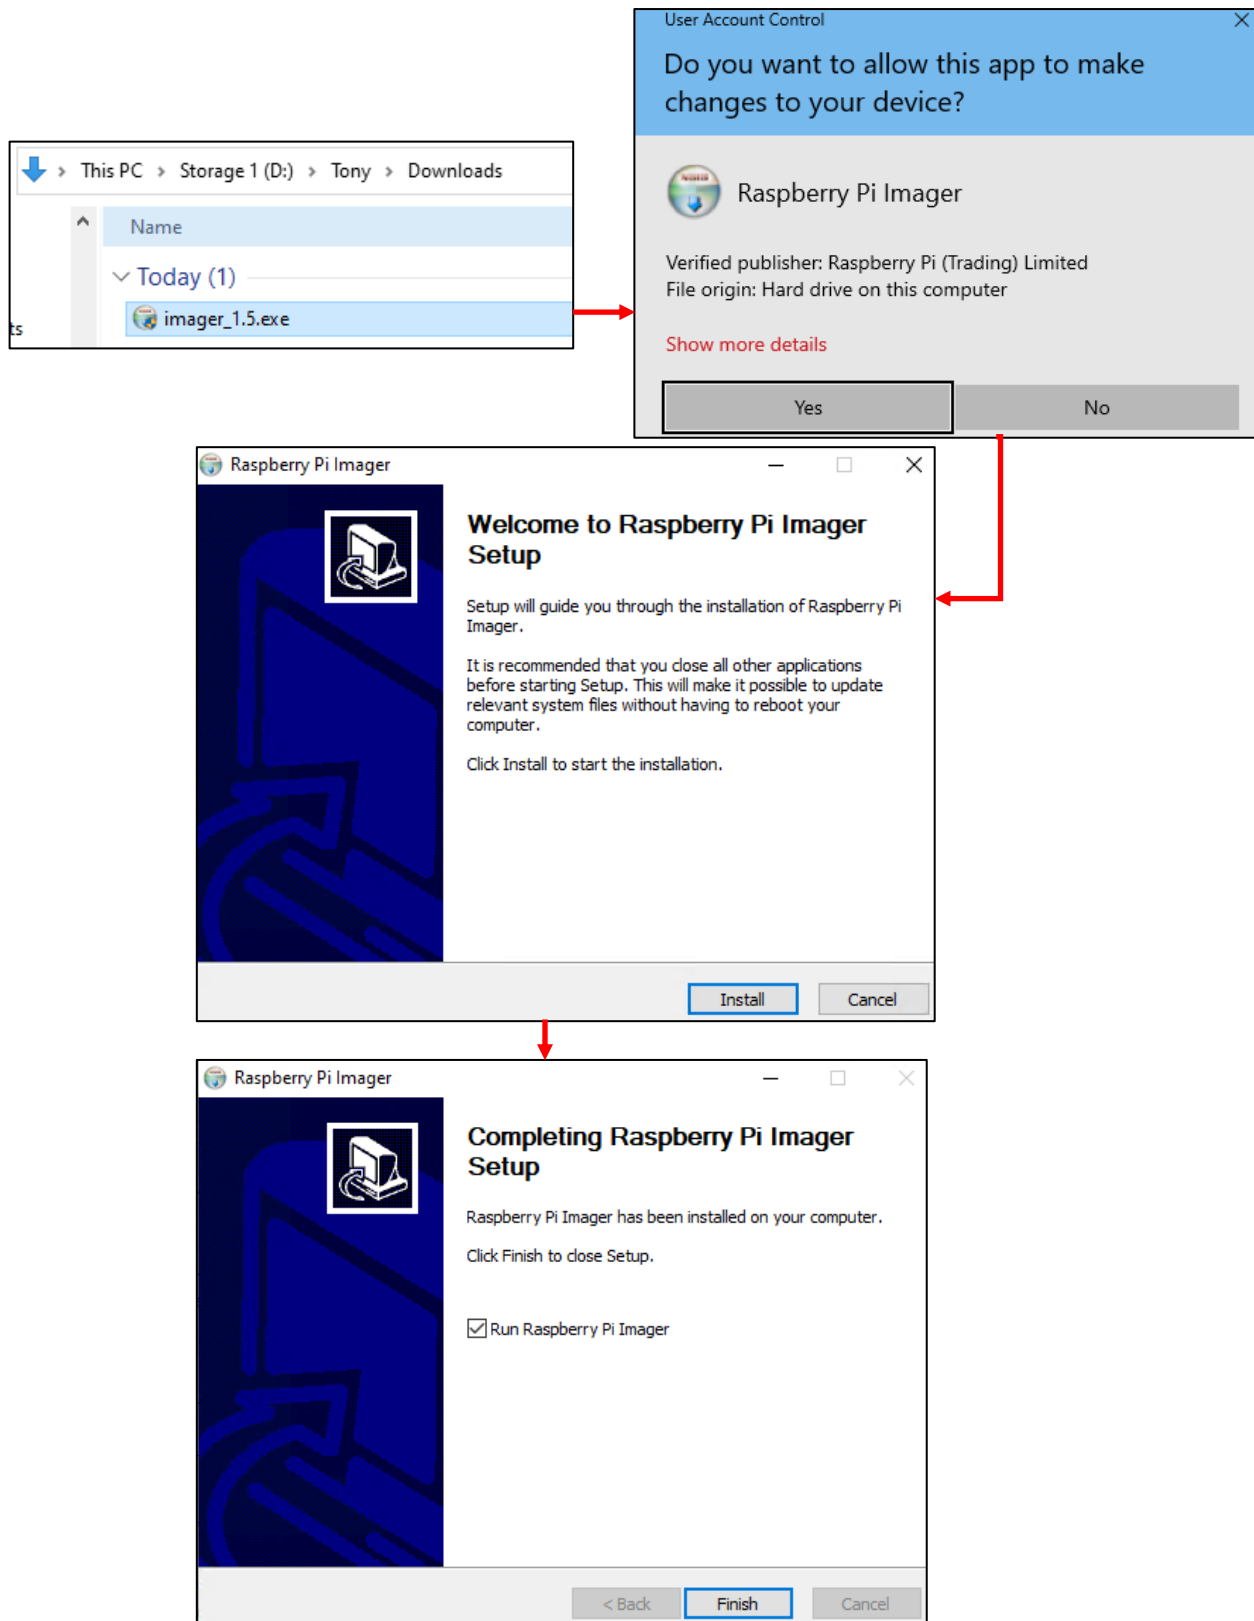 This PC > Storage 1 (D:) > Tony > Downloads
Name
Today (1)
imager_1.5.exe
ts
User Account Control
Do you want to allow this app to make
changes to your device?
Raspberry Pi Imager
Verified publisher: Raspberry Pi (Trading) Limited
File origin: Hard drive on this computer
Show more details
Yes
No
Raspberry Pi Imager
Welcome to Raspberry Pi Imager
Setup
Setup will guide you through the installation of Raspberry Pi
Imager.
It is recommended that you close all other applications
before starting Setup. This will make it possible to update
relevant system files without having to reboot your
computer.
Click Install to start the installation.
Install
Cancel
Raspberry Pi Imager
Completing Raspberry Pi Imager
Setup
Raspberry Pi Imager has been installed on your computer.
Click Finish to close Setup.
Run Raspberry Pi Imager
< Back
Finish
Cancel